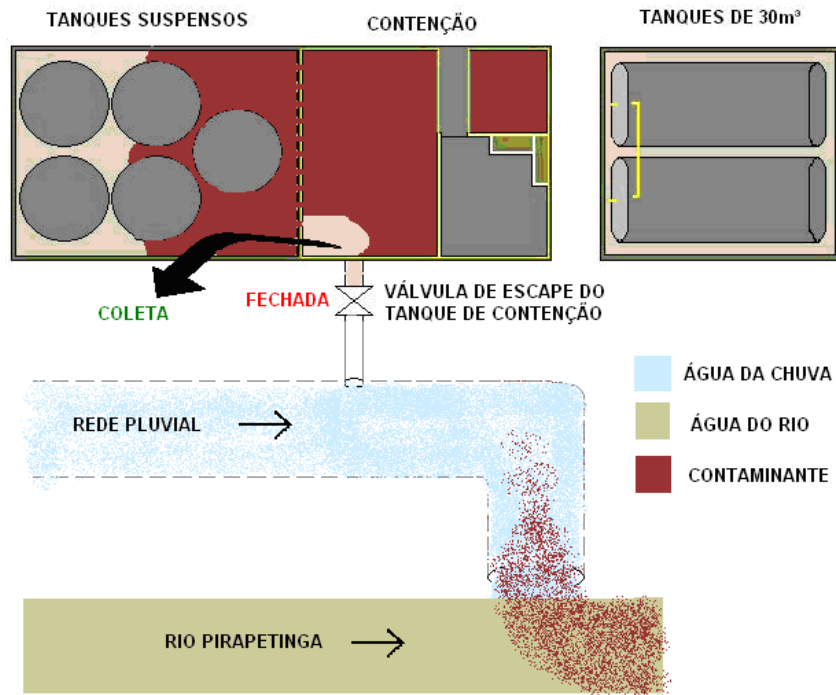 TANQUES SUSPENSOS
CONTENÇÃO
TANQUES DE 30m³
COLETA
FECHADA
VÁLVULA DE ESCAPE DO
TANQUE DE CONTENÇÃO
REDE PLUVIAL
ÁGUA DA CHUVA
ÁGUA DO RIO
CONTAMINANTE
RIO PIRAPETINGA